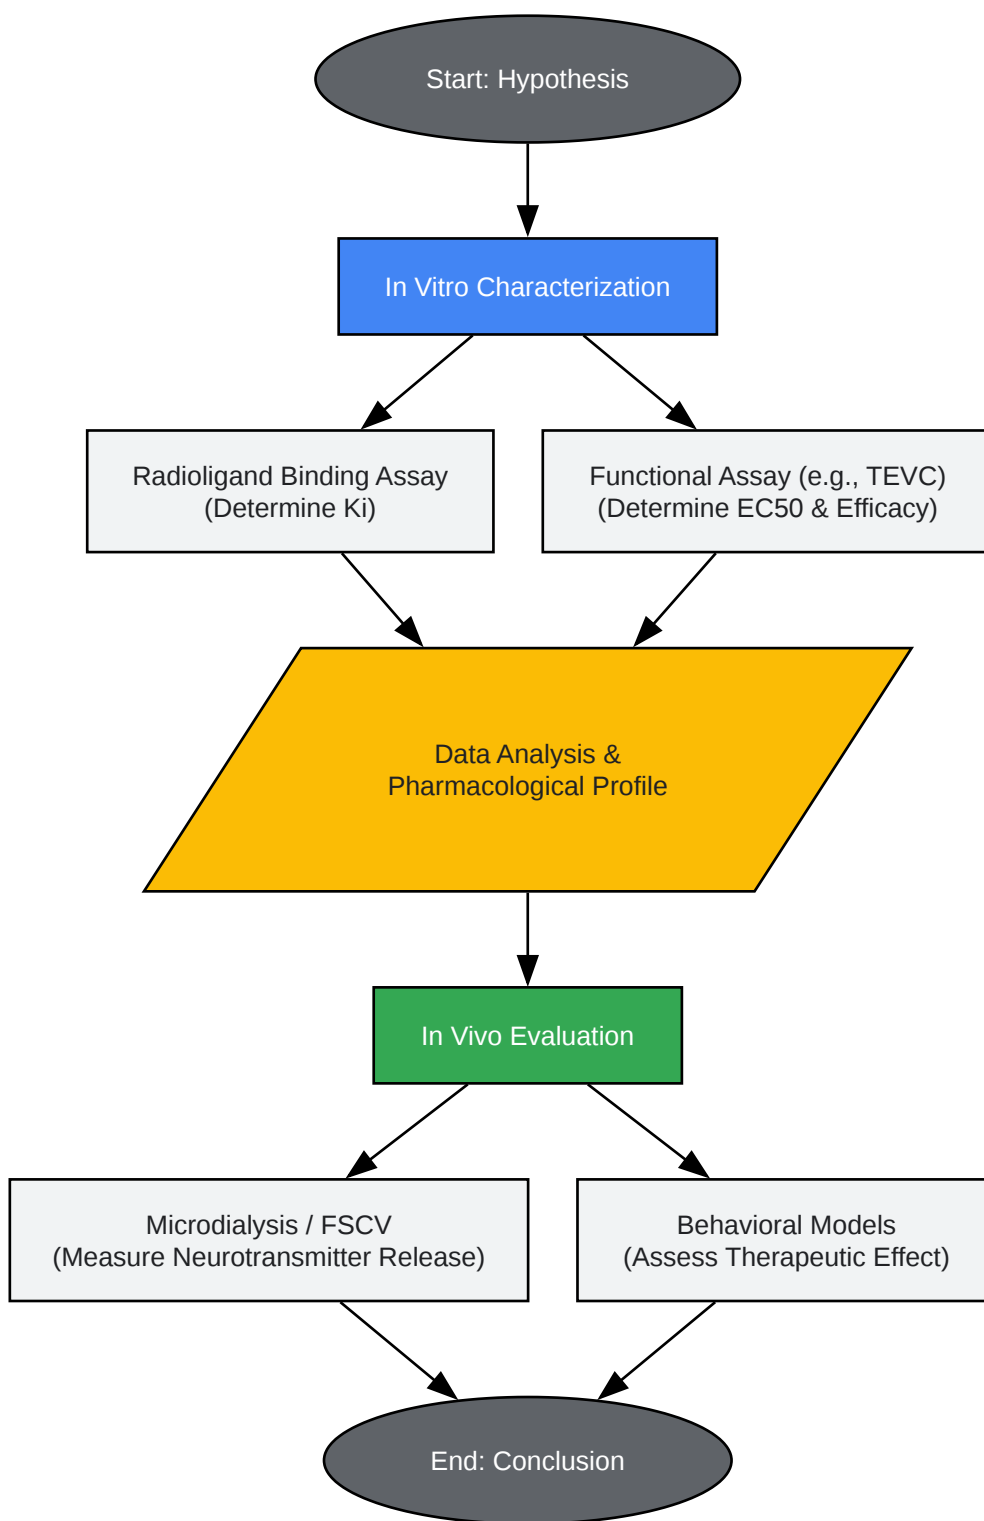 Start: Hypothesis
In Vitro Characterization
Radioligand Binding Assay
(Determine Ki)
Functional Assay (e.g., TEVC)
(Determine EC50 & Efficacy)
Data Analysis &
Pharmacological Profile
In Vivo Evaluation
Microdialysis / FSCV
(Measure Neurotransmitter Release)
Behavioral Models
(Assess Therapeutic Effect)
End: Conclusion